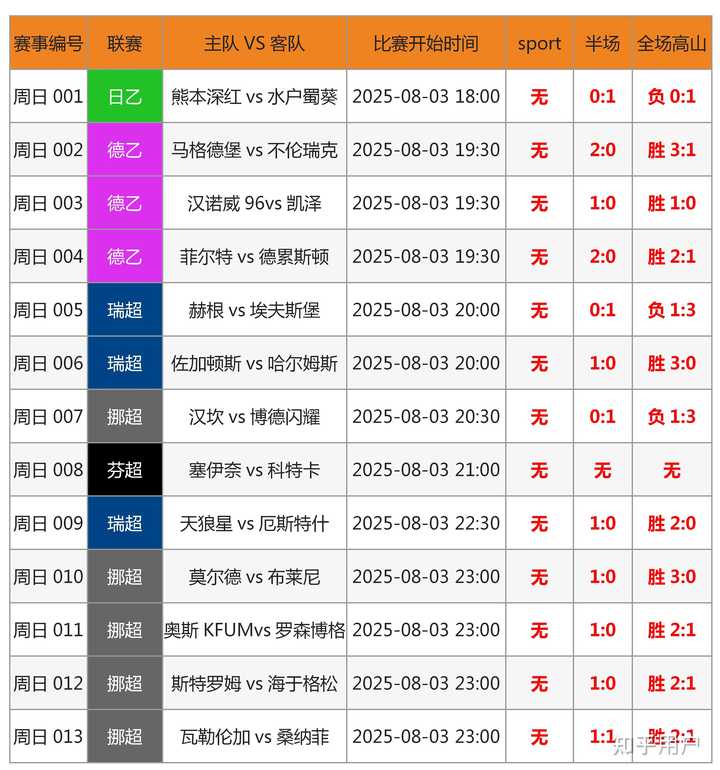 赛事编号 联赛 主队 VS 客队 比赛开始时间 sport 半场 全场高山
周日 001 日乙 熊本深红 vs 水户蜀葵 2025-08-03 18:00 无 0:1 负 0:1
周日 002 德乙 马格德堡 vs 不伦瑞克 2025-08-03 19:30 无 2:0 胜 3:1
周日 003 德乙 汉诺威 96vs 凯泽 2025-08-03 19:30 无 1:0 胜 1:0
周日 004 德乙 菲尔特 vs 德累斯顿 2025-08-03 19:30 无 2:0 胜 2:1
周日 005 瑞超 赫根 vs 埃夫斯堡 2025-08-03 20:00 无 0:1 负 1:3
周日 006 瑞超 佐加顿斯 vs 哈尔姆斯 2025-08-03 20:00 无 1:0 胜 3:0
周日 007 挪超 汉坎 vs 博德闪耀 2025-08-03 20:30 无 0:1 负 1:3
周日 008 芬超 塞伊奈 vs 科特卡 2025-08-03 21:00 无 无 无
周日 009 瑞超 天狼星 vs 厄斯特什 2025-08-03 22:30 无 1:0 胜 2:0
周日 010 挪超 莫尔德 vs 布莱尼 2025-08-03 23:00 无 1:0 胜 3:0
周日 011 挪超 奥斯 KFUMvs 罗森博格 2025-08-03 23:00 无 1:0 胜 2:1
周日 012 挪超 斯特罗姆 vs 海于格松 2025-08-03 23:00 无 1:0 胜 2:1
周日 013 挪超 瓦勒伦加 vs 桑纳菲 2025-08-03 23:00 无 1:1 胜 2:1
知乎用户